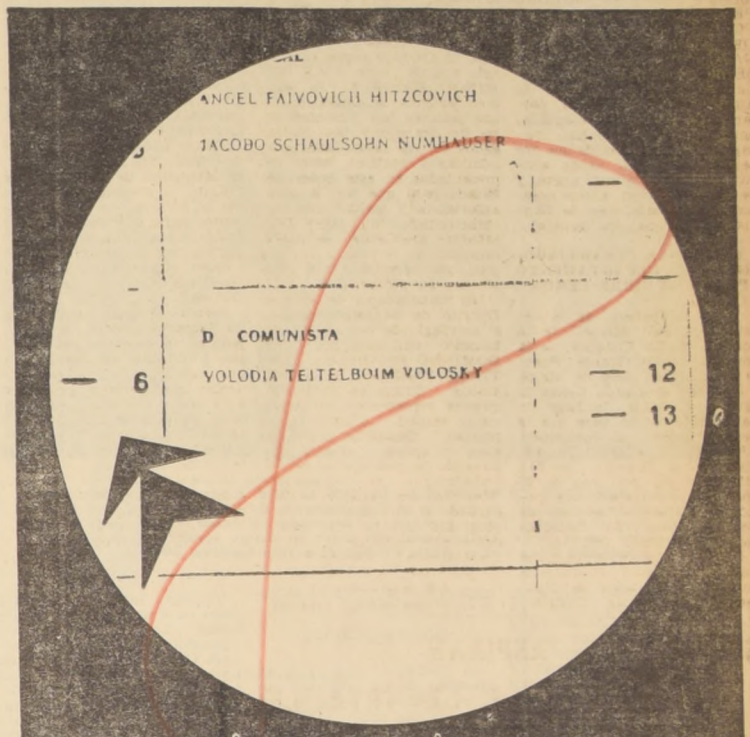 ANGEL FAIVOVICH HITZCOVICH
JACOBO SCHAULSOHN NUMHAUSER
D COMUNISTA
6 VOLODIA TEITELBOIM VOLOSKY — 12
— 13